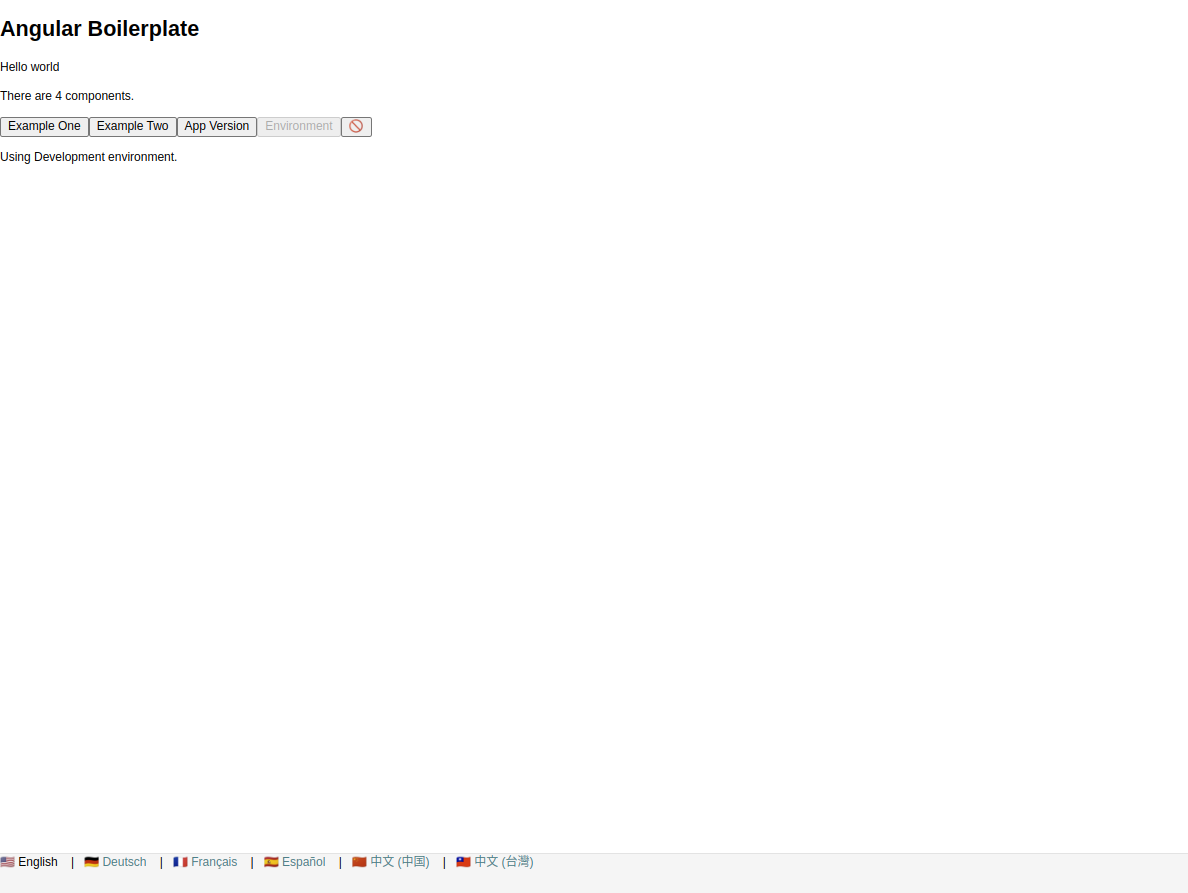 Angular Boilerplate
Hello world
There are 4 components.
Example One Example Two App Version Environment 🚫
Using Development environment.
🇺🇸 English | 🇩🇪 Deutsch | 🇫🇷 Français | 🇪🇸 Español | 🇨🇳 中文 (中国) | 🇹🇼 中文 (台灣)